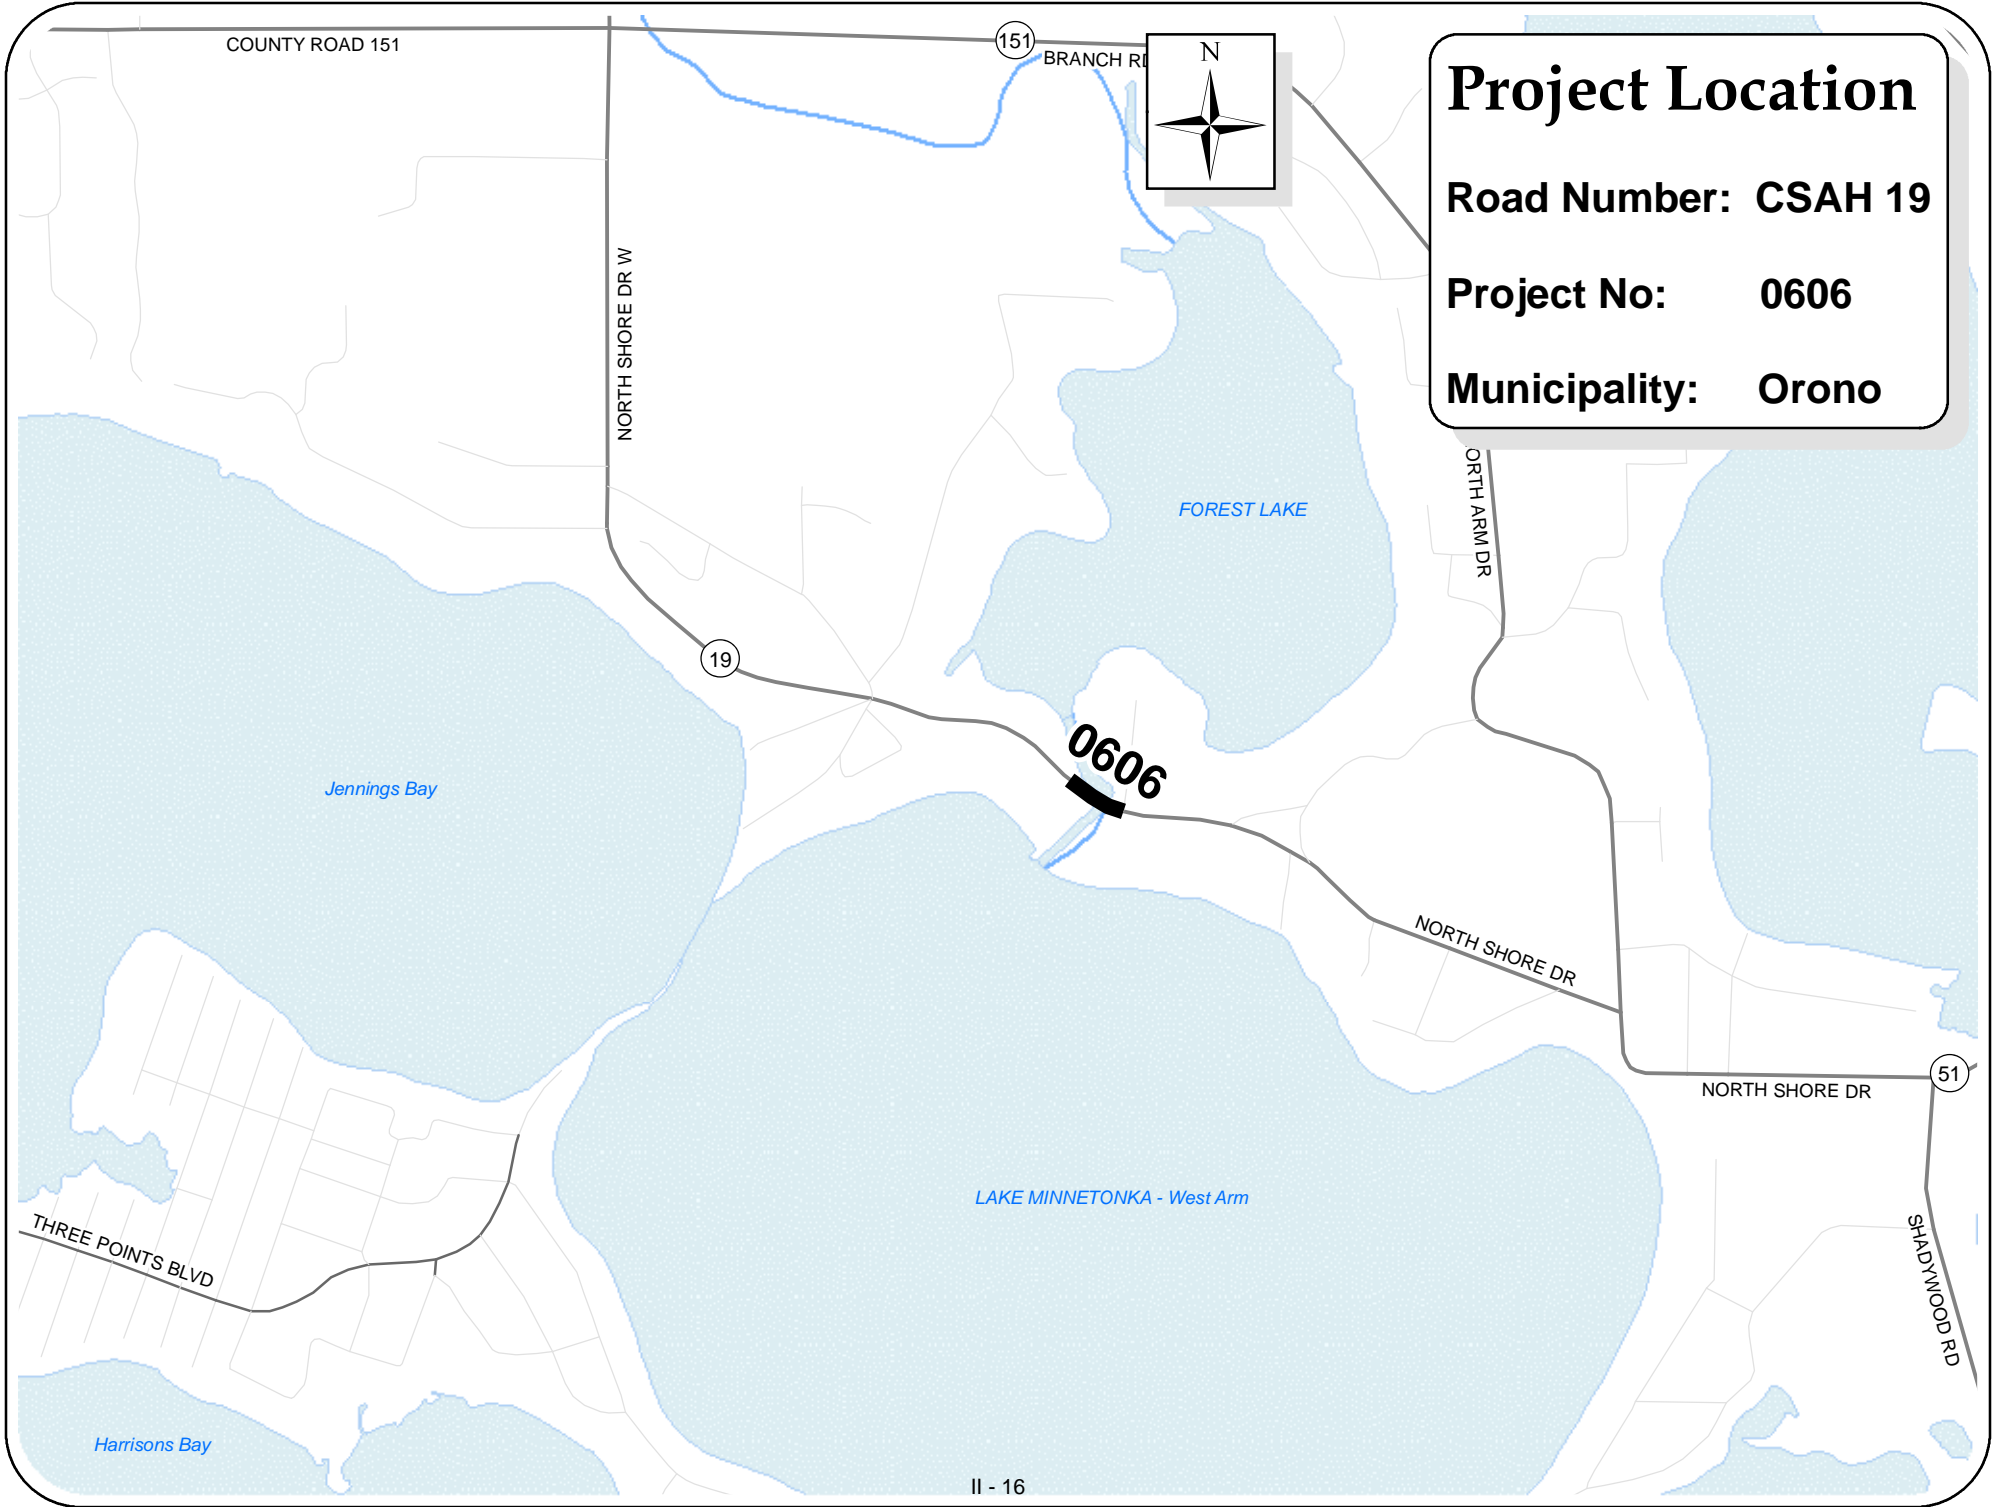 COUNTY ROAD 151
151
BRANCH RD
N
Project Location
Road Number: CSAH 19
Project No: 0606
Municipality: Orono
NORTH SHORE DR W
FOREST LAKE
ORTH ARM DR
19
0606
Jennings Bay
NORTH SHORE DR
51
NORTH SHORE DR
LAKE MINNETONKA - West Arm
THREE POINTS BLVD
SHADYWOOD RD
Harrisons Bay
II - 16